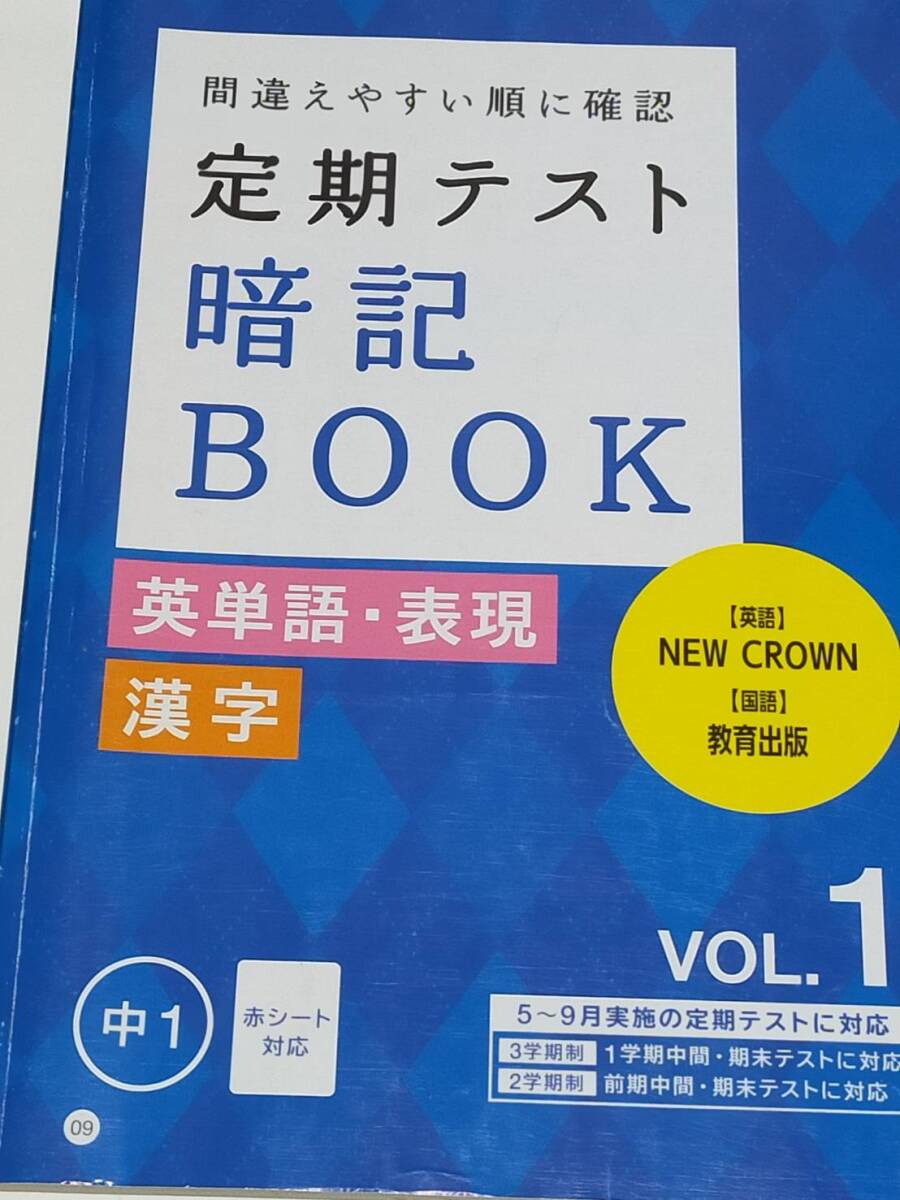 間違えやすい順に確認
定期テスト
暗記
BOOK
英単語・表現
漢字
【英語】
NEW CROWN
【国語】
教育出版
VOL.1
5～9月実施の定期テストに対応
3学期制 1学期中間・期末テストに対応
2学期制 前期中間・期末テストに対応
中1
赤シート
対応
09